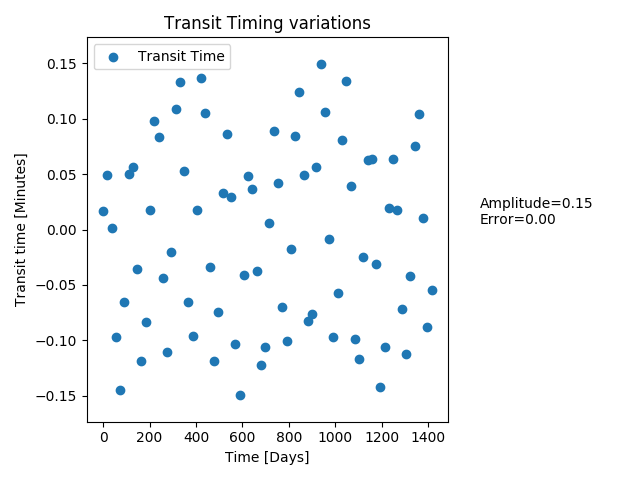 Transit Timing variations
Transit Time
Transit time [Minutes]
0.15
0.10
0.05
0.00
−0.05
−0.10
−0.15
0 200 400 600 800 1000 1200 1400
Time [Days]
Amplitude=0.15
Error=0.00